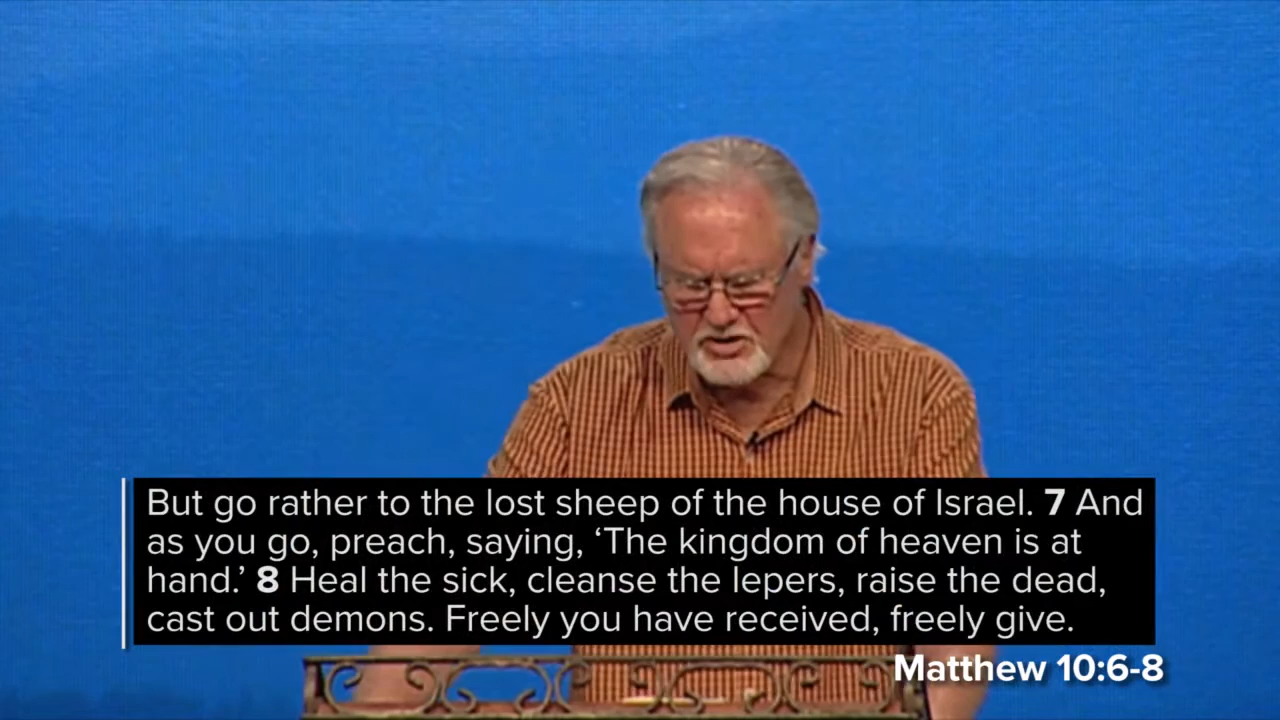 But go rather to the lost sheep of the house of Israel. 7 And
as you go, preach, saying, ‘The kingdom of heaven is at
hand.’ 8 Heal the sick, cleanse the lepers, raise the dead,
cast out demons. Freely you have received, freely give.
Matthew 10:6-8